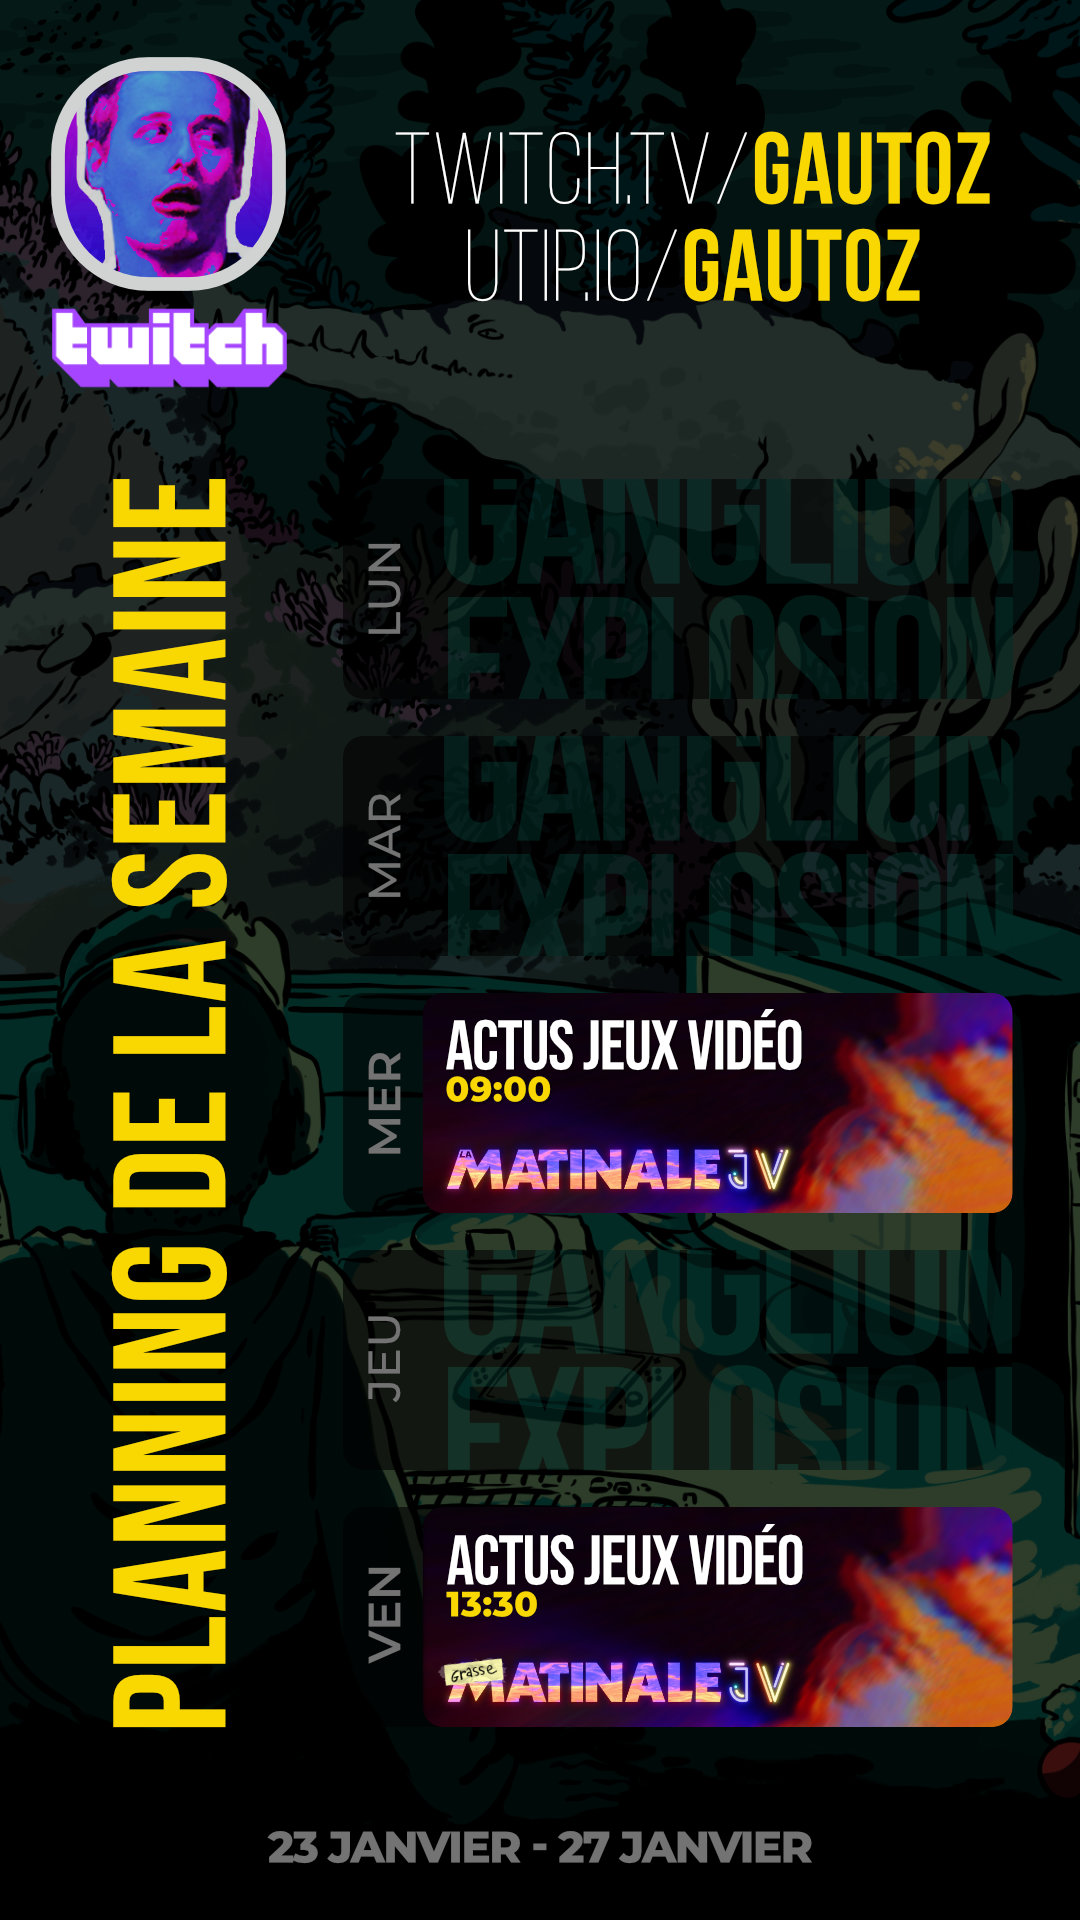 TWITCH.TV/GAUTOZ
UTIP.IO/GAUTOZ
twitch
PLANNING DE LA SEMAINE
LUN
GANGLION
EXPLOSION
MAR
GANGLION
EXPLOSION
MER
ACTUS JEUX VIDÉO
09:00
LA
MATINALE JV
JEU
GANGLION
EXPLOSION
VEN
ACTUS JEUX VIDÉO
13:30
Grasse
MATINALE JV
23 JANVIER - 27 JANVIER